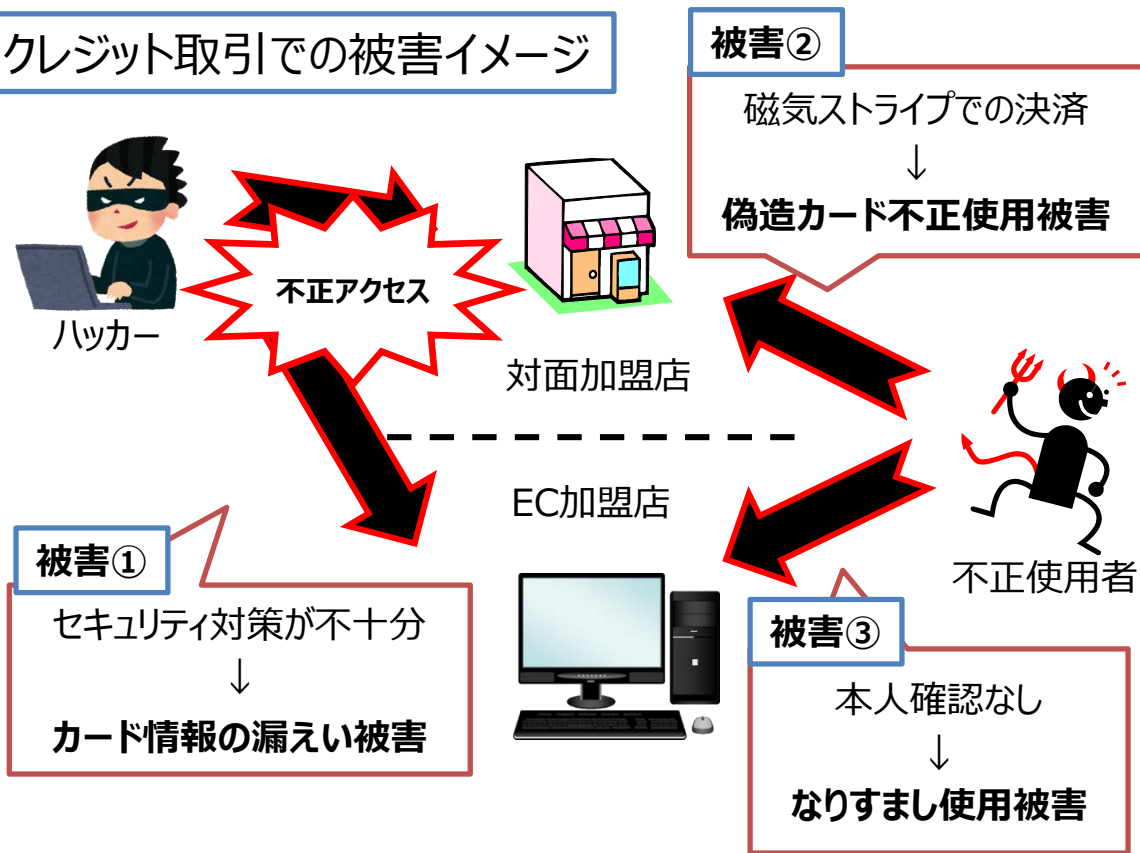 クレジット取引での被害イメージ
被害②
磁気ストライプでの決済
↓
偽造カード不正使用被害
不正アクセス
ハッカー
対面加盟店
EC加盟店
不正使用者
被害①
セキュリティ対策が不十分
↓
カード情報の漏えい被害
被害③
本人確認なし
↓
なりすまし使用被害